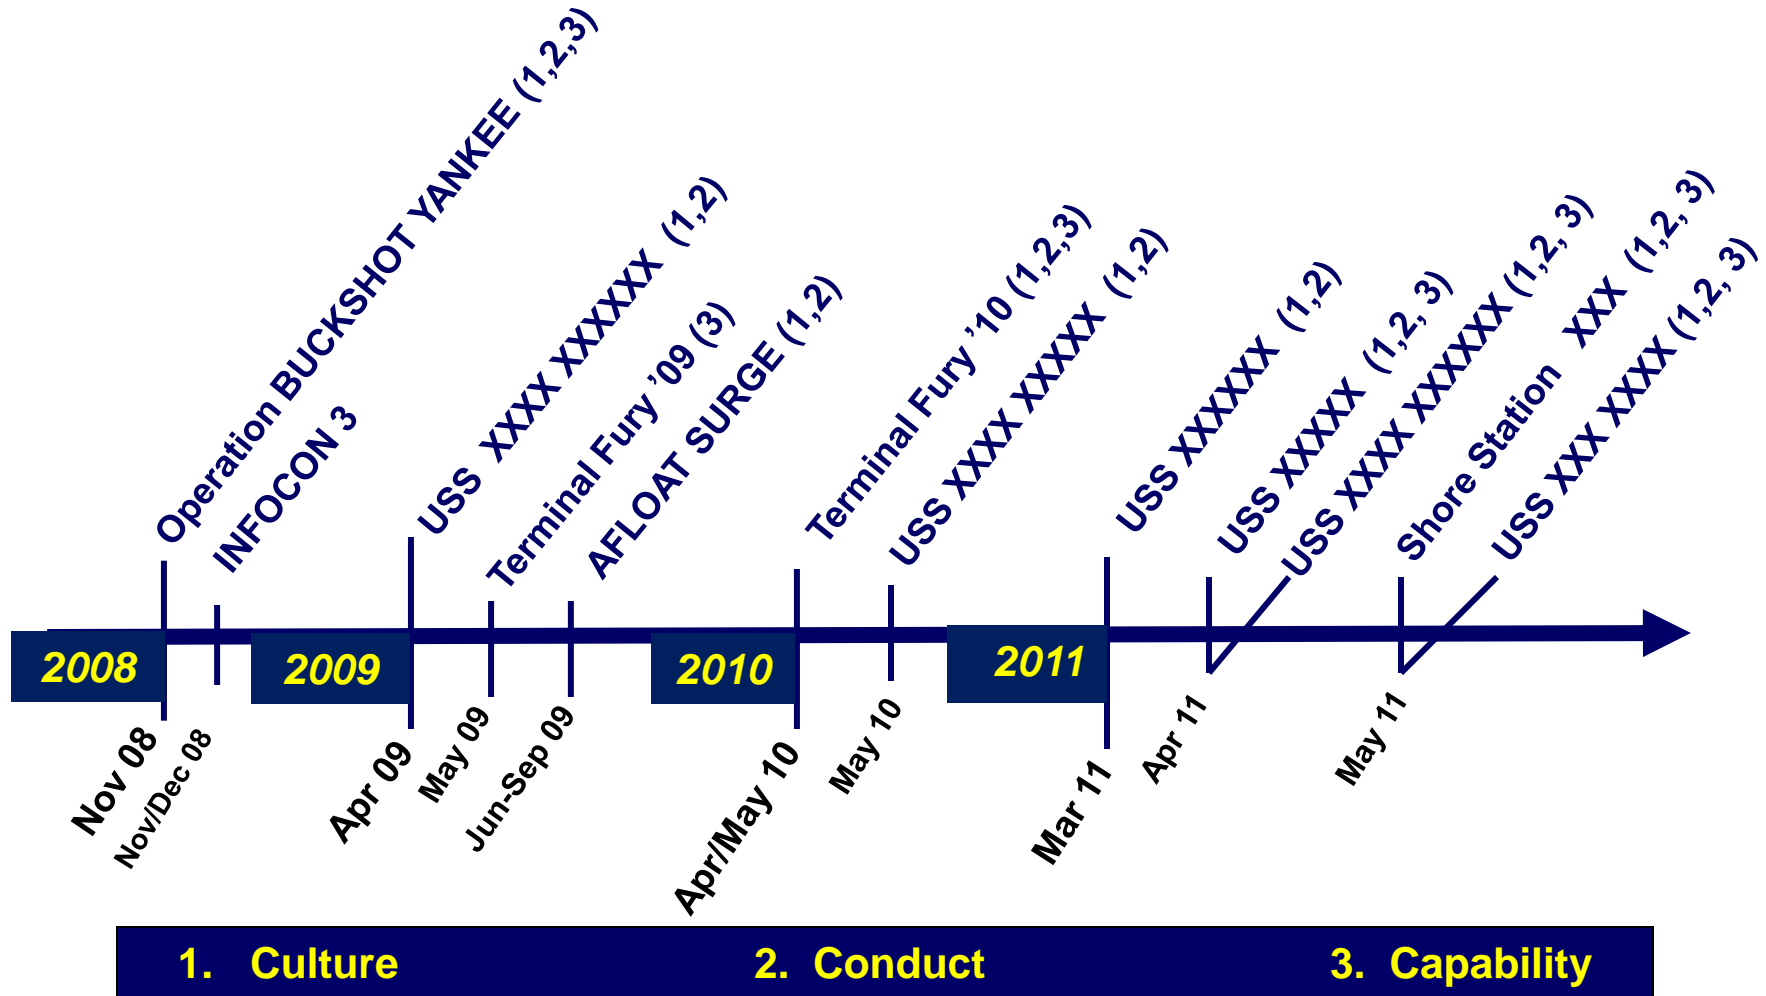 Operation BUCKSHOT YANKEE (1,2,3)
INFOCON 3
USS XXXX XXXXXX (1,2)
Terminal Fury ’09 (3)
AFLOAT SURGE (1,2)
Terminal Fury ’10 (1,2,3)
USS XXXX XXXXXX (1,2)
USS XXXXXX (1,2)
USS XXXXX (1,2, 3)
USS XXXX XXXXXX (1,2, 3)
Shore Station XXX (1,2, 3)
USS XXX XXXX (1,2, 3)
2008
2009
2010
2011
Nov 08
Nov/Dec 08
Apr 09
May 09
Jun-Sep 09
Apr/May 10
May 10
Mar 11
Apr 11
May 11
1. Culture
2. Conduct
3. Capability